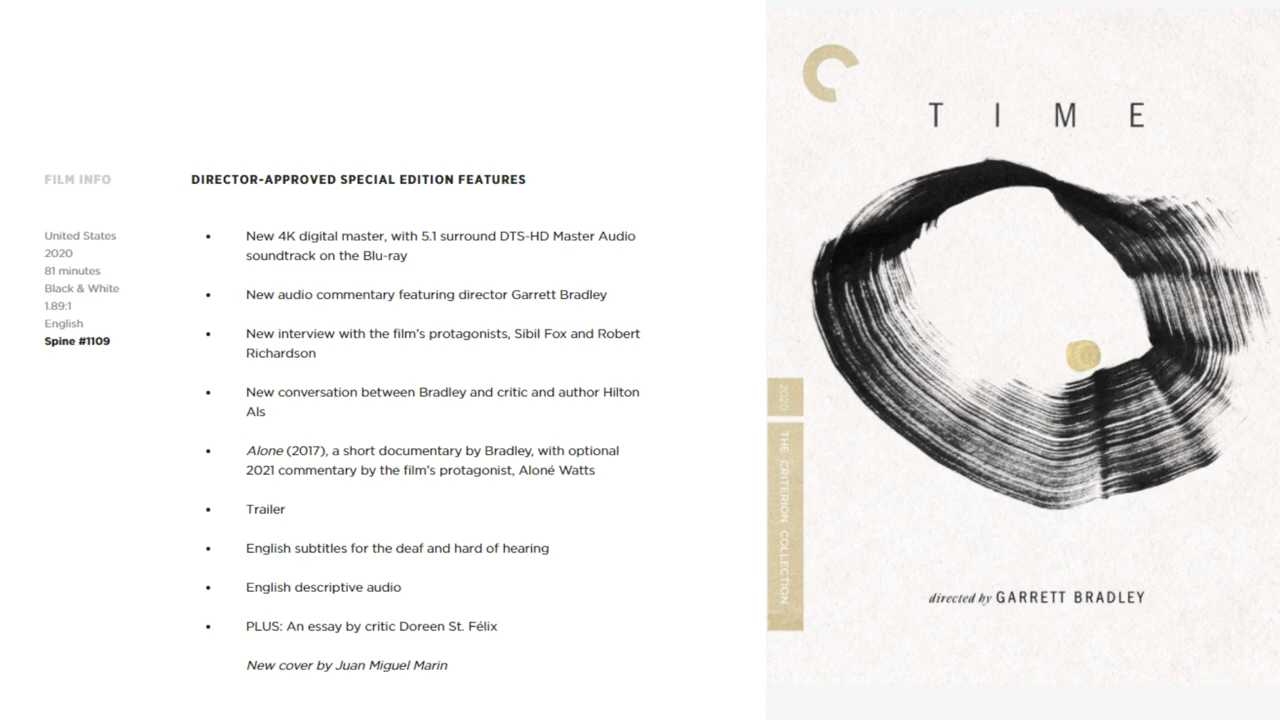 FILM INFO
United States
2020
81 minutes
Black & White
1.89:1
English
Spine #1109
DIRECTOR-APPROVED SPECIAL EDITION FEATURES
• New 4K digital master, with 5.1 surround DTS-HD Master Audio
soundtrack on the Blu-ray
• New audio commentary featuring director Garrett Bradley
• New interview with the film’s protagonists, Sibil Fox and Robert
Richardson
• New conversation between Bradley and critic and author Hilton
Als
• Alone (2017), a short documentary by Bradley, with optional
2021 commentary by the film’s protagonist, Aloné Watts
• Trailer
• English subtitles for the deaf and hard of hearing
• English descriptive audio
• PLUS: An essay by critic Doreen St. Félix
New cover by Juan Miguel Marin
TIME
2020
THE CRITERION COLLECTION
directed by GARRETT BRADLEY